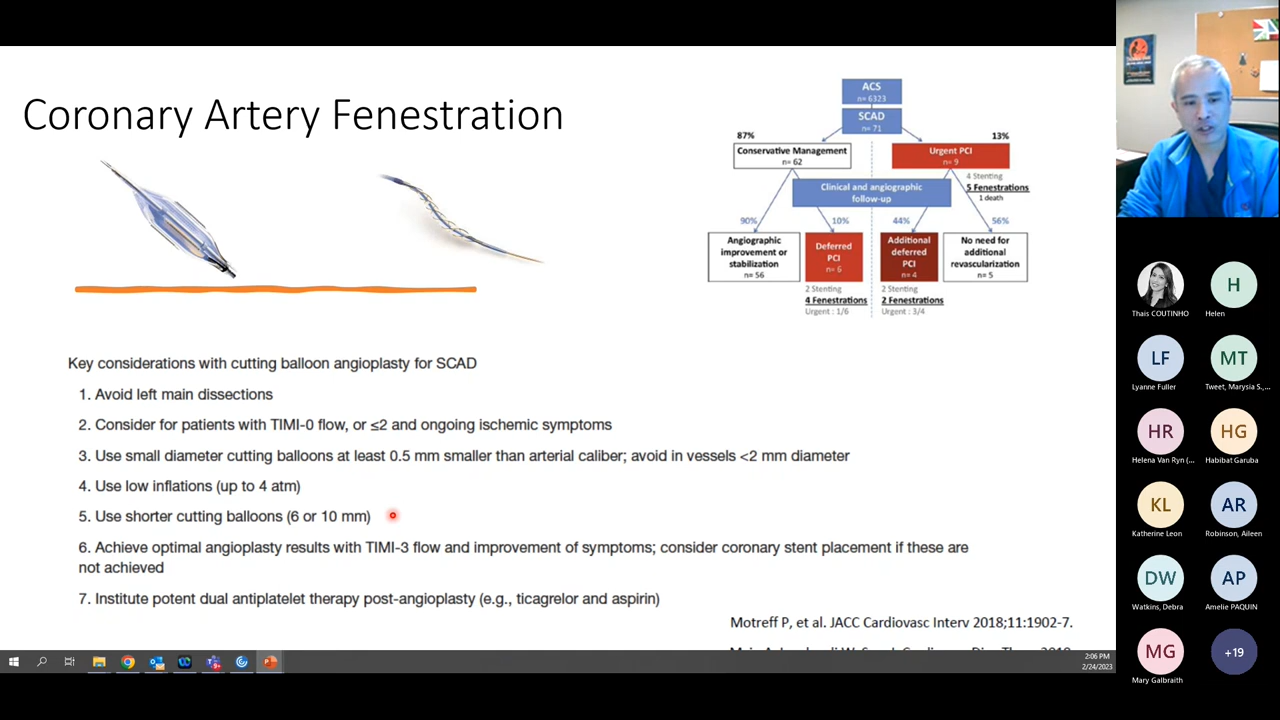 Coronary Artery Fenestration
ACS
n= 6323
SCAD
n= 71
87%
13%
Conservative Management
n= 62
Urgent PCI
n= 9
4 Stenting
5 Fenestrations
1 death
Clinical and angiographic
follow-up
90%
10%
44%
56%
Angiographic
improvement or
stabilization
n= 56
Deferred
PCI
n= 6
Additional
deferred
PCI
n= 4
No need for
additional
revascularization
n= 5
2 Stenting
4 Fenestrations
Urgent : 1/6
2 Stenting
2 Fenestrations
Urgent : 3/4
Key considerations with cutting balloon angioplasty for SCAD
1. Avoid left main dissections
2. Consider for patients with TIMI-0 flow, or ≤2 and ongoing ischemic symptoms
3. Use small diameter cutting balloons at least 0.5 mm smaller than arterial caliber; avoid in vessels <2 mm diameter
4. Use low inflations (up to 4 atm)
5. Use shorter cutting balloons (6 or 10 mm)
6. Achieve optimal angioplasty results with TIMI-3 flow and improvement of symptoms; consider coronary stent placement if these are
not achieved
7. Institute potent dual antiplatelet therapy post-angioplasty (e.g., ticagrelor and aspirin)
Motreff P, et al. JACC Cardiovasc Interv 2018;11:1902-7.
2:06 PM
2/24/2023
Thais COUTINHO
H
Helen
LF
Lyanne Fuller
MT
Tweet, Marysia S.,...
HR
Helena Van Ryn (...
HG
Habibat Garuba
KL
Katherine Leon
AR
Robinson, Aileen
DW
Watkins, Debra
AP
Amelie PAQUIN
MG
Mary Galbraith
+19